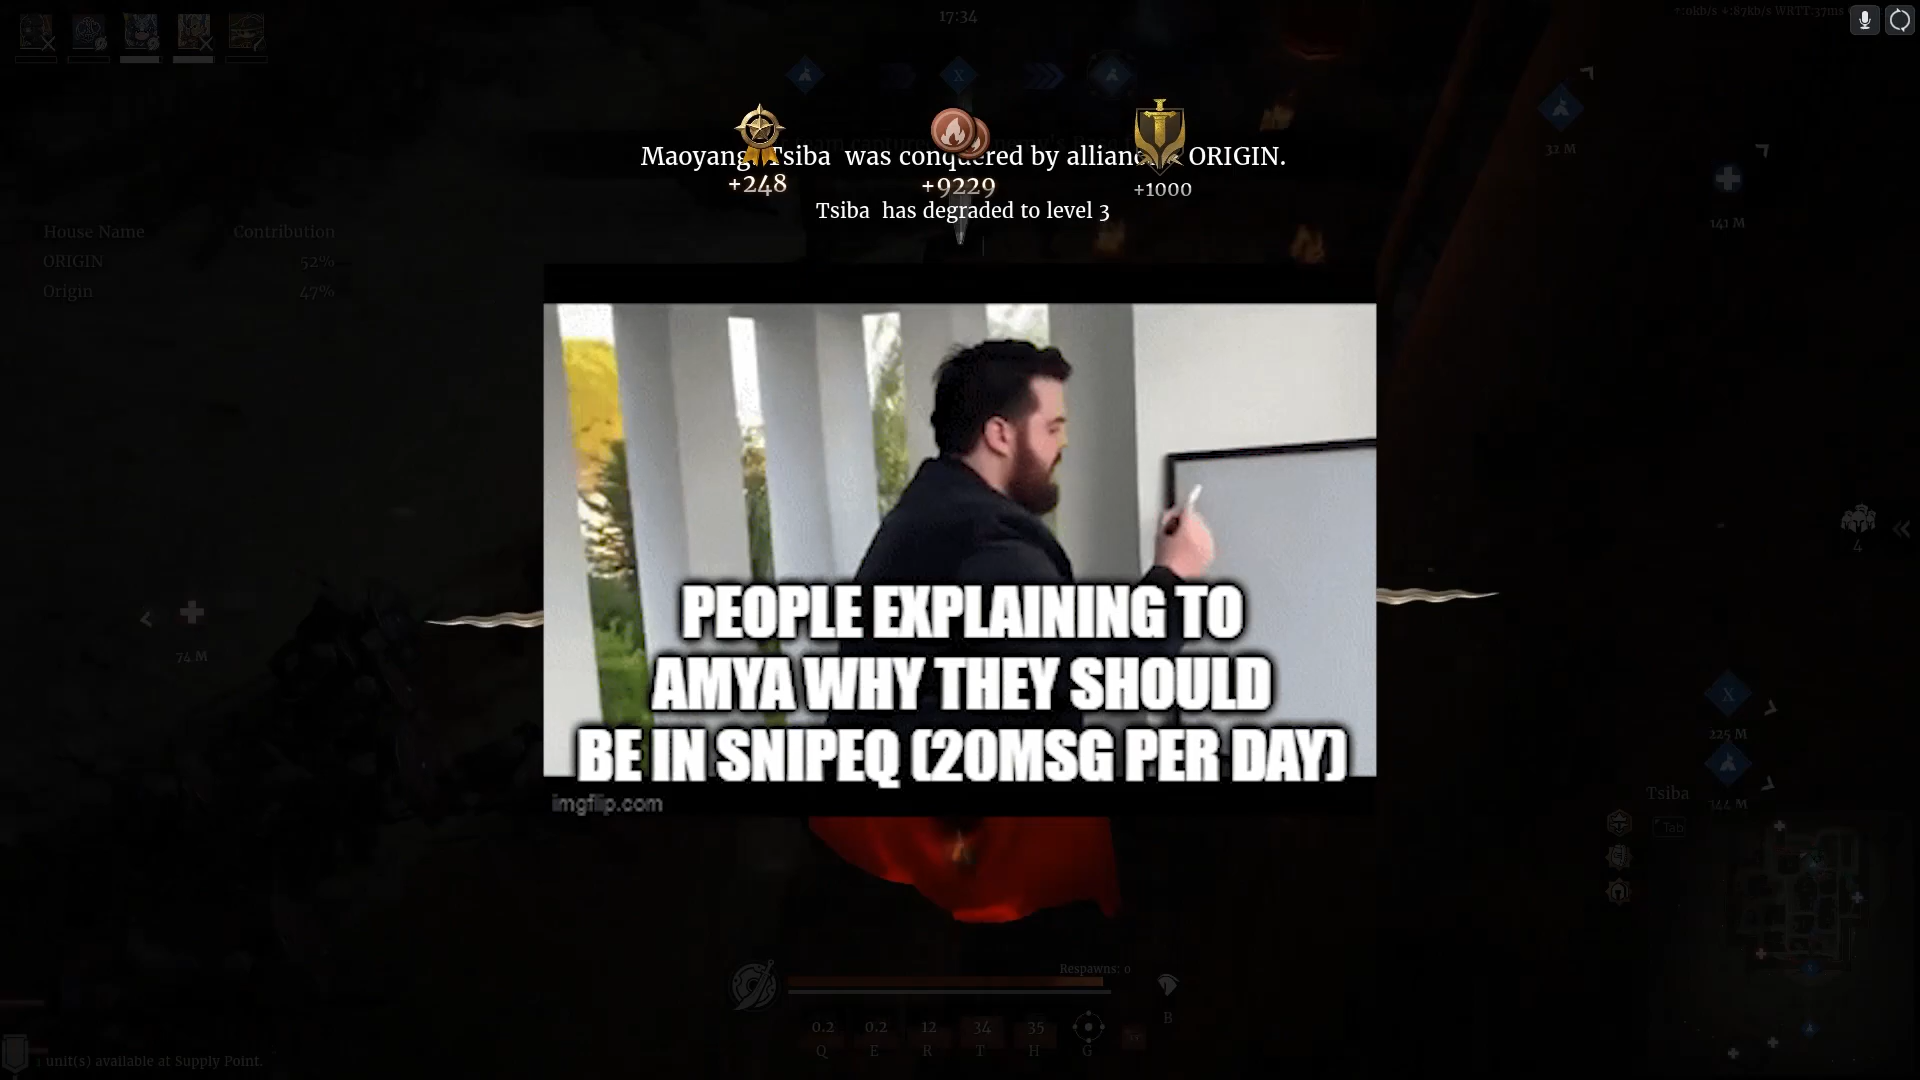 17:34
32 M
141 M
Maoyang: Tsiba was conquered by alliance ORIGIN.
+248
+9229
+1000
Tsiba has degraded to level 3
House Name Contribution
ORIGIN 52%
Origin 47%
4
PEOPLE EXPLAINING TO
AMYA WHY THEY SHOULD
BE IN SNIPEQ (20MSG PER DAY)
imgflip.com
74 M
X
225 M
144 M
Tsiba
Tab
Respawns: 0
B
0.2 0.2 12 34 35
Q E R T H G
unit(s) available at Supply Point.